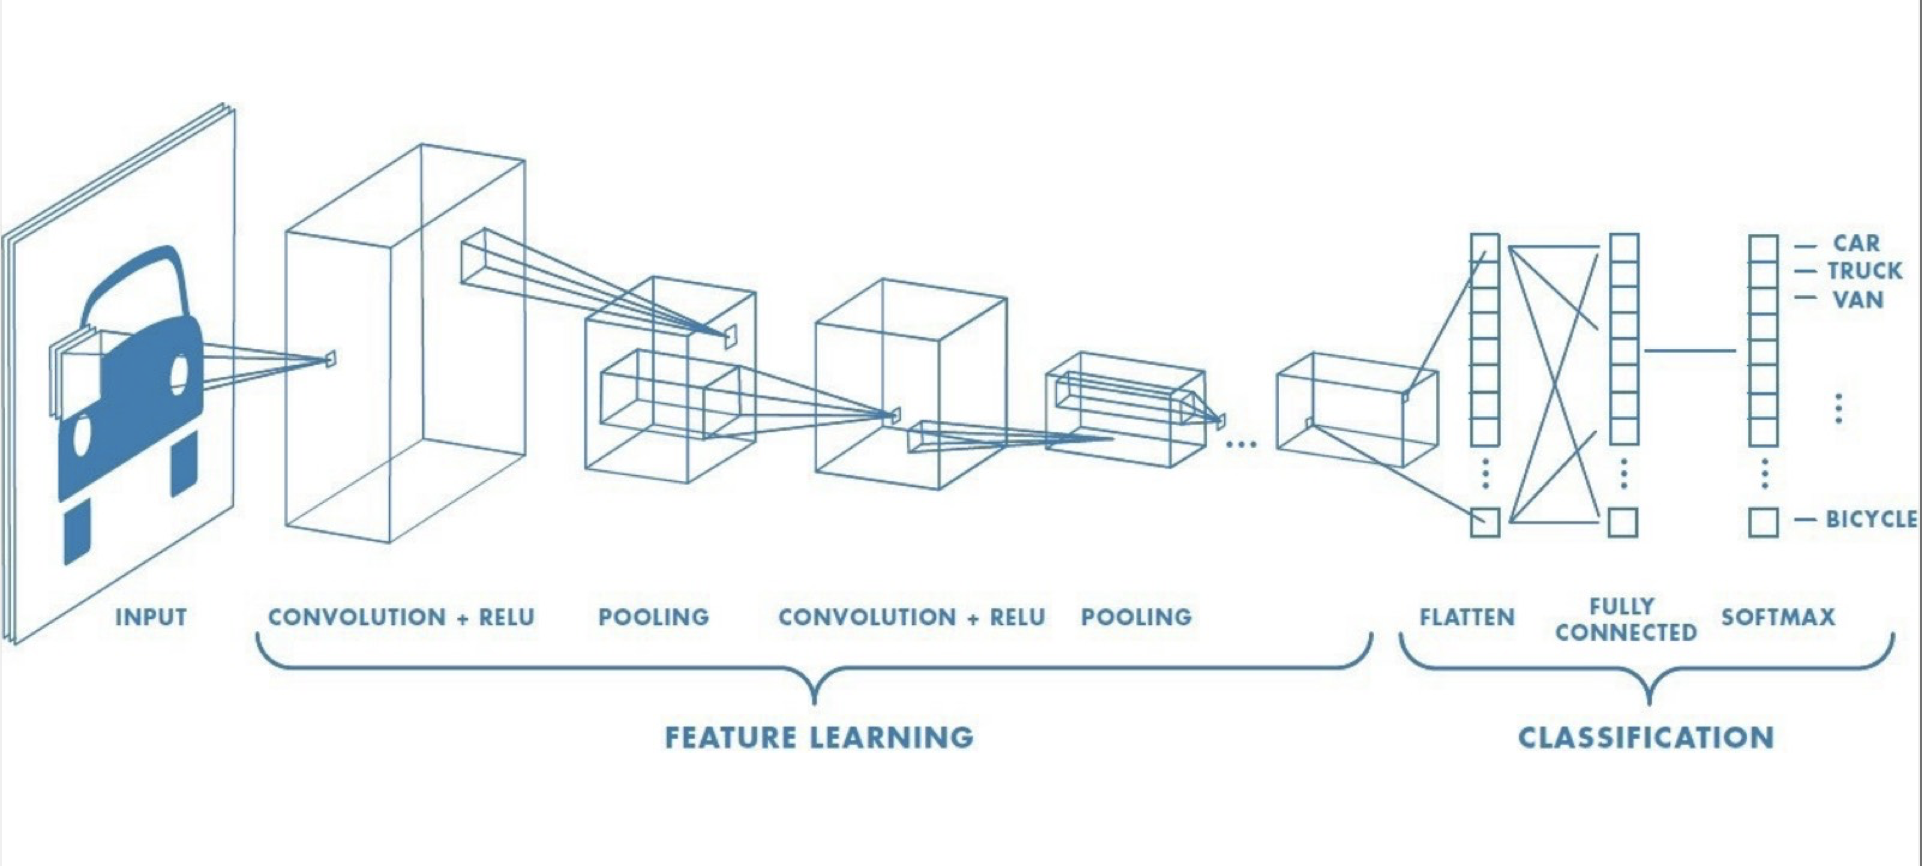 CAR
TRUCK
VAN
BICYCLE
INPUT
CONVOLUTION + RELU
POOLING
CONVOLUTION + RELU
POOLING
FLATTEN
FULLY
CONNECTED
SOFTMAX
FEATURE LEARNING
CLASSIFICATION